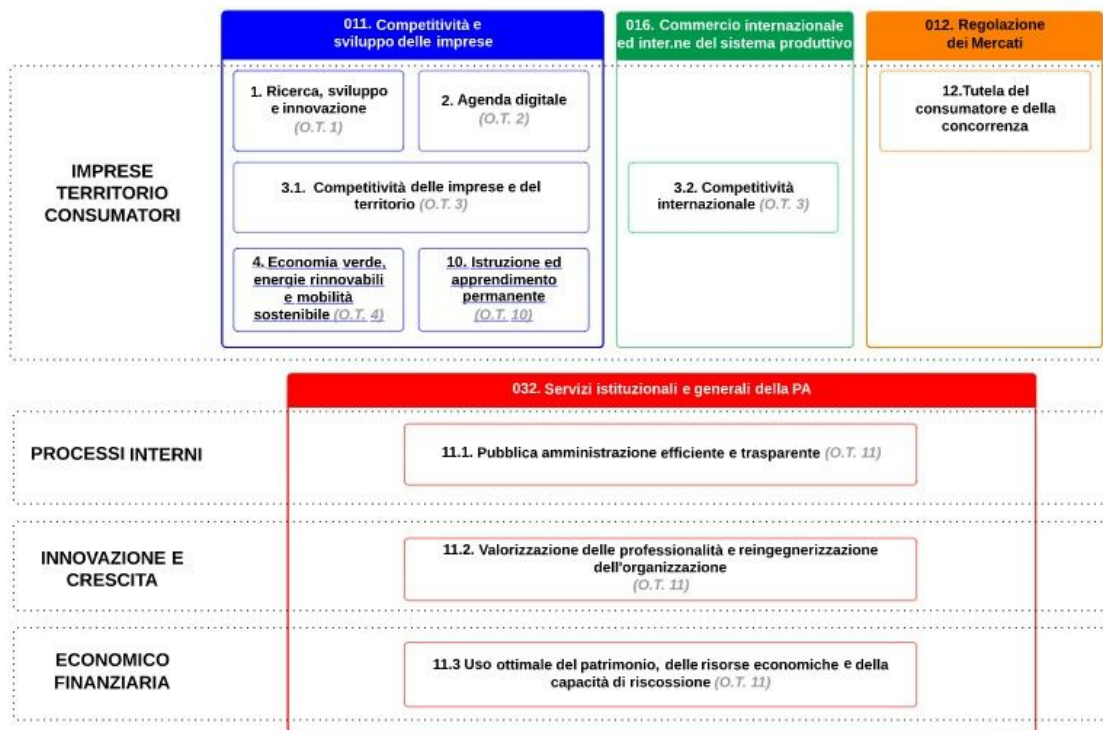 011. Competitività e
sviluppo delle imprese
016. Commercio internazionale
ed inter.ne del sistema produttivo
012. Regolazione
dei Mercati
IMPRESE
TERRITORIO
CONSUMATORI
1. Ricerca, sviluppo
e innovazione
(O.T. 1)
2. Agenda digitale
(O.T. 2)
12.Tutela del
consumatore e della
concorrenza
3.1. Competitività delle imprese e del
territorio (O.T. 3)
3.2. Competitività
internazionale (O.T. 3)
4. Economia verde,
energie rinnovabili
e mobilità
sostenibile (O.T. 4)
10. Istruzione ed
apprendimento
permanente
(O.T. 10)
032. Servizi istituzionali e generali della PA
PROCESSI INTERNI
11.1. Pubblica amministrazione efficiente e trasparente (O.T. 11)
INNOVAZIONE E
CRESCITA
11.2. Valorizzazione delle professionalità e reingegnerizzazione
dell'organizzazione
(O.T. 11)
ECONOMICO
FINANZIARIA
11.3 Uso ottimale del patrimonio, delle risorse economiche e della
capacità di riscossione (O.T. 11)